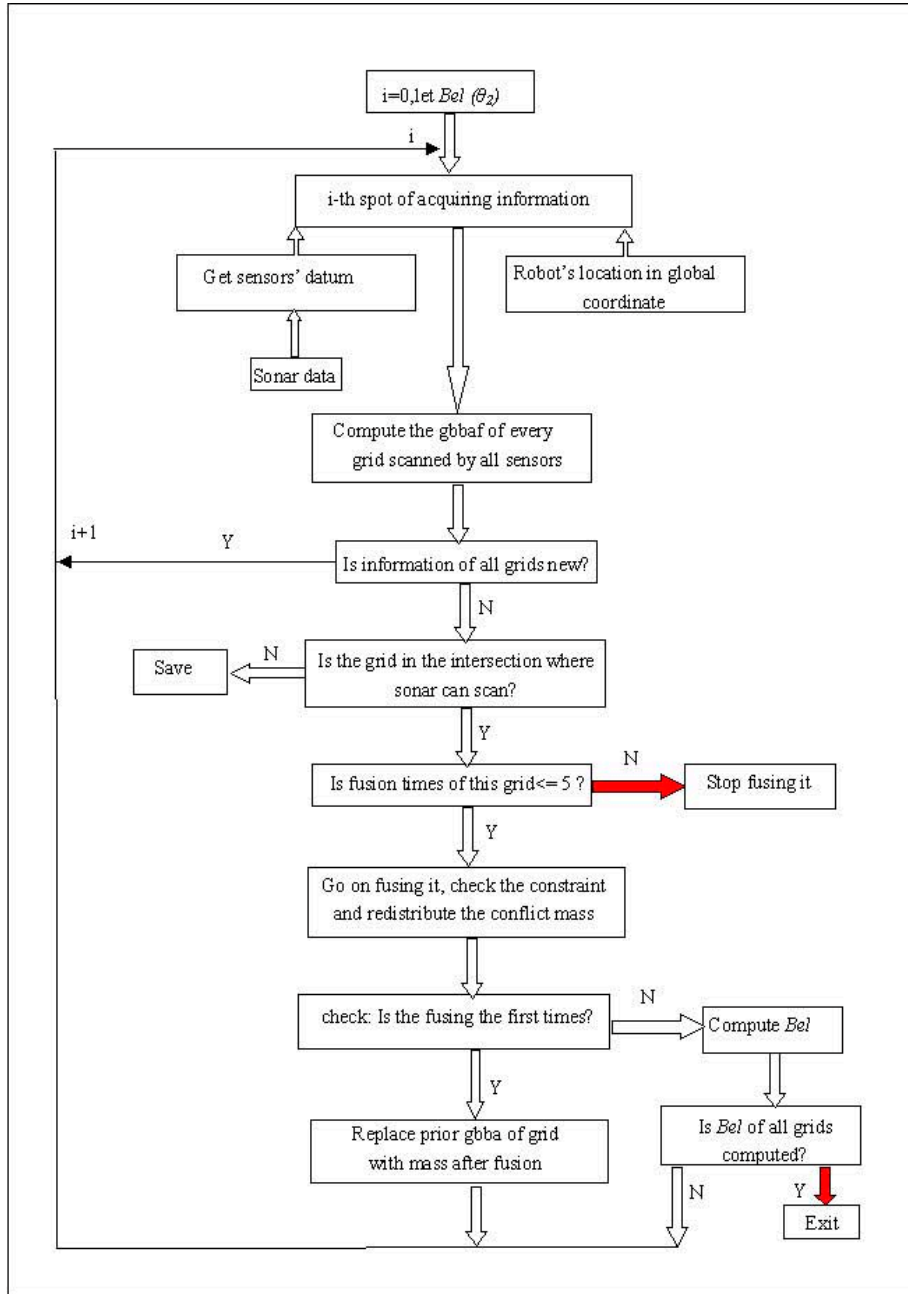 i=0,let Bel (θ₂)
i
i-th spot of acquiring information
Get sensors' datum
Robot's location in global
coordinate
Sonar data
Compute the gbbaf of every
grid scanned by all sensors
i+1
Y
Is information of all grids new?
N
Save
N
Is the grid in the intersection where
sonar can scan?
Y
Is fusion times of this grid<= 5 ?
N
Stop fusing it
Y
Go on fusing it, check the constraint
and redistribute the conflict mass
check: Is the fusing the first times?
N
Compute Bel
Y
Replace prior gbba of grid
with mass after fusion
Is Bel of all grids
computed?
N
Y
Exit